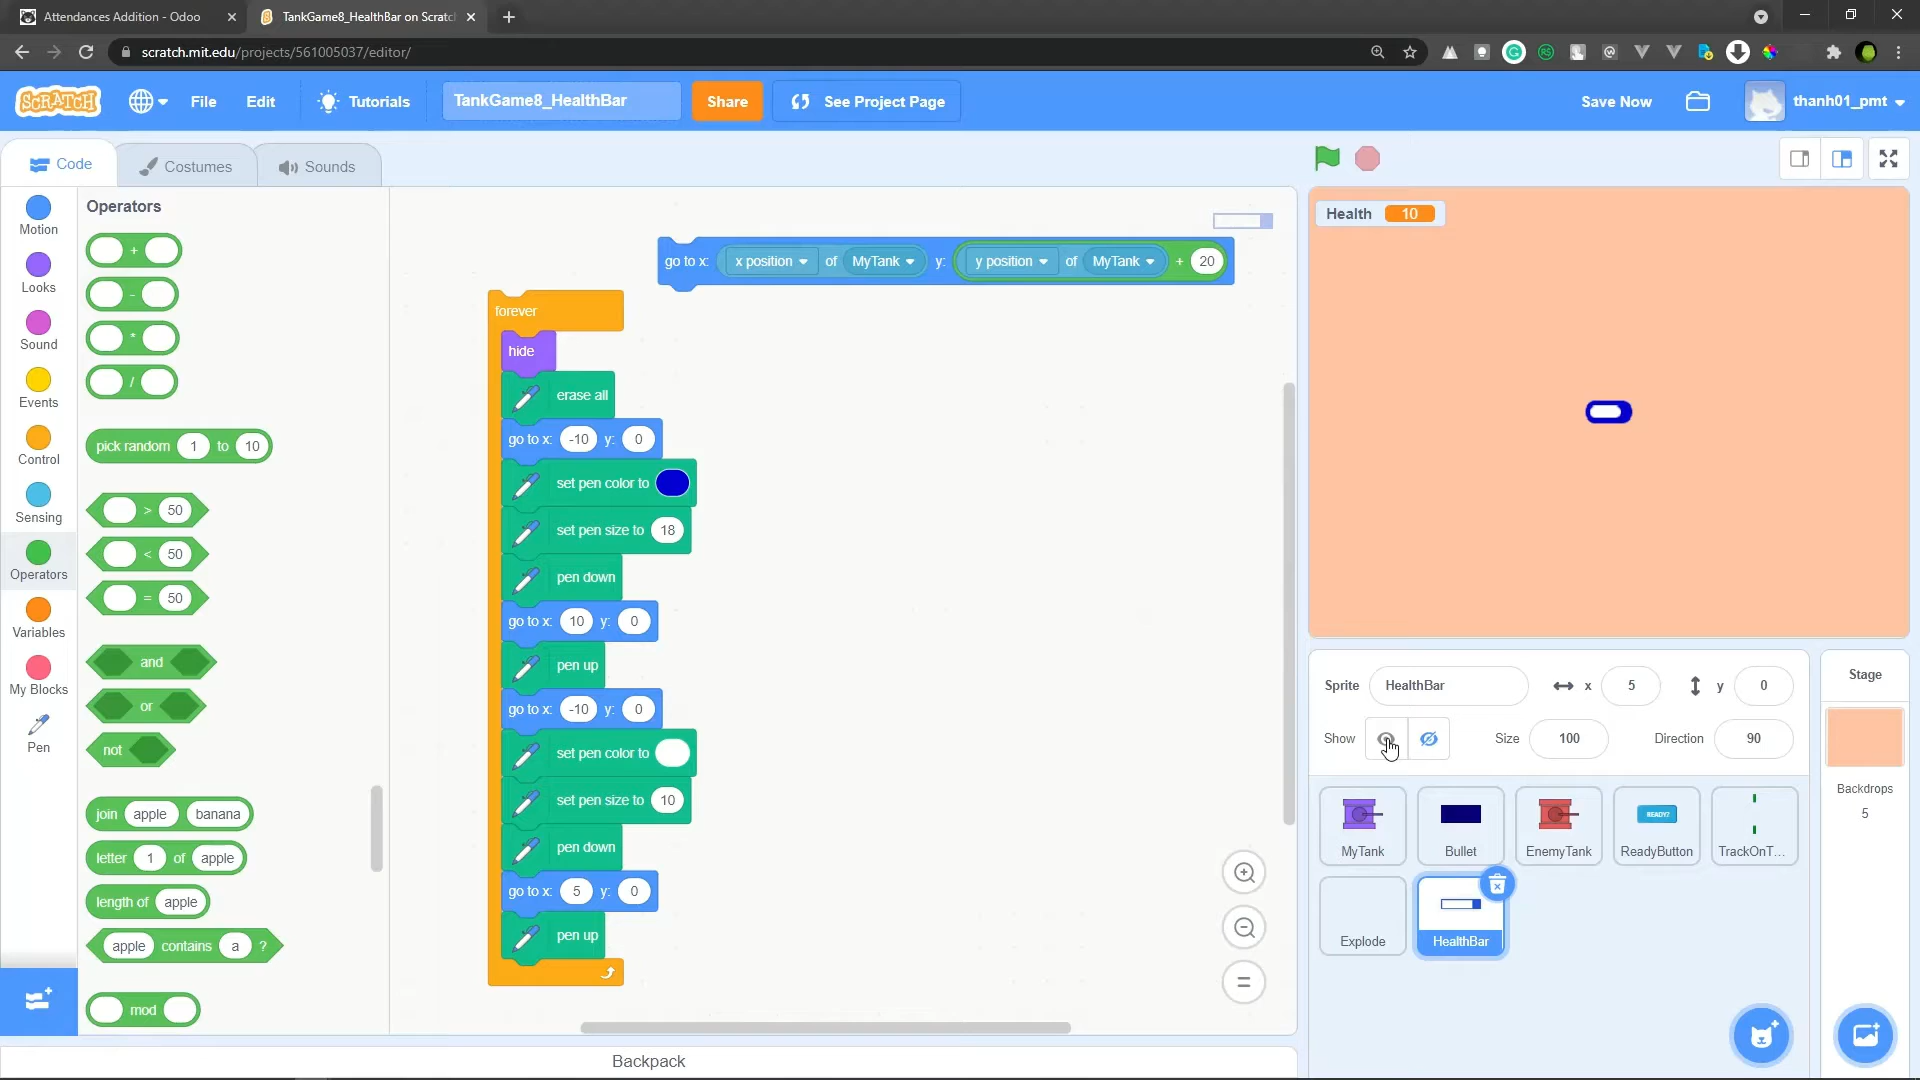 Attendances Addition - Odoo
TankGame8_HealthBar on Scratc
scratch.mit.edu/projects/561005037/editor/
SCRATCH
File
Edit
Tutorials
TankGame8_HealthBar
Share
See Project Page
Save Now
thanh01_pmt
Code
Costumes
Sounds
Motion
Looks
Sound
Events
Control
Sensing
Operators
Variables
My Blocks
Pen
Operators
+
-
*
/
pick random 1 to 10
> 50
< 50
= 50
and
or
not
join apple banana
letter 1 of apple
length of apple
apple contains a ?
mod
go to x: x position of MyTank y: y position of MyTank + 20
forever
hide
erase all
go to x: -10 y: 0
set pen color to
set pen size to 18
pen down
go to x: 10 y: 0
pen up
go to x: -10 y: 0
set pen color to
set pen size to 10
pen down
go to x: 5 y: 0
pen up
Backpack
Health 10
Sprite HealthBar x 5 y 0
Show Size 100 Direction 90
MyTank
Bullet
EnemyTank
READY?
ReadyButton
TrackOnT...
Explode
HealthBar
Stage
Backdrops
5